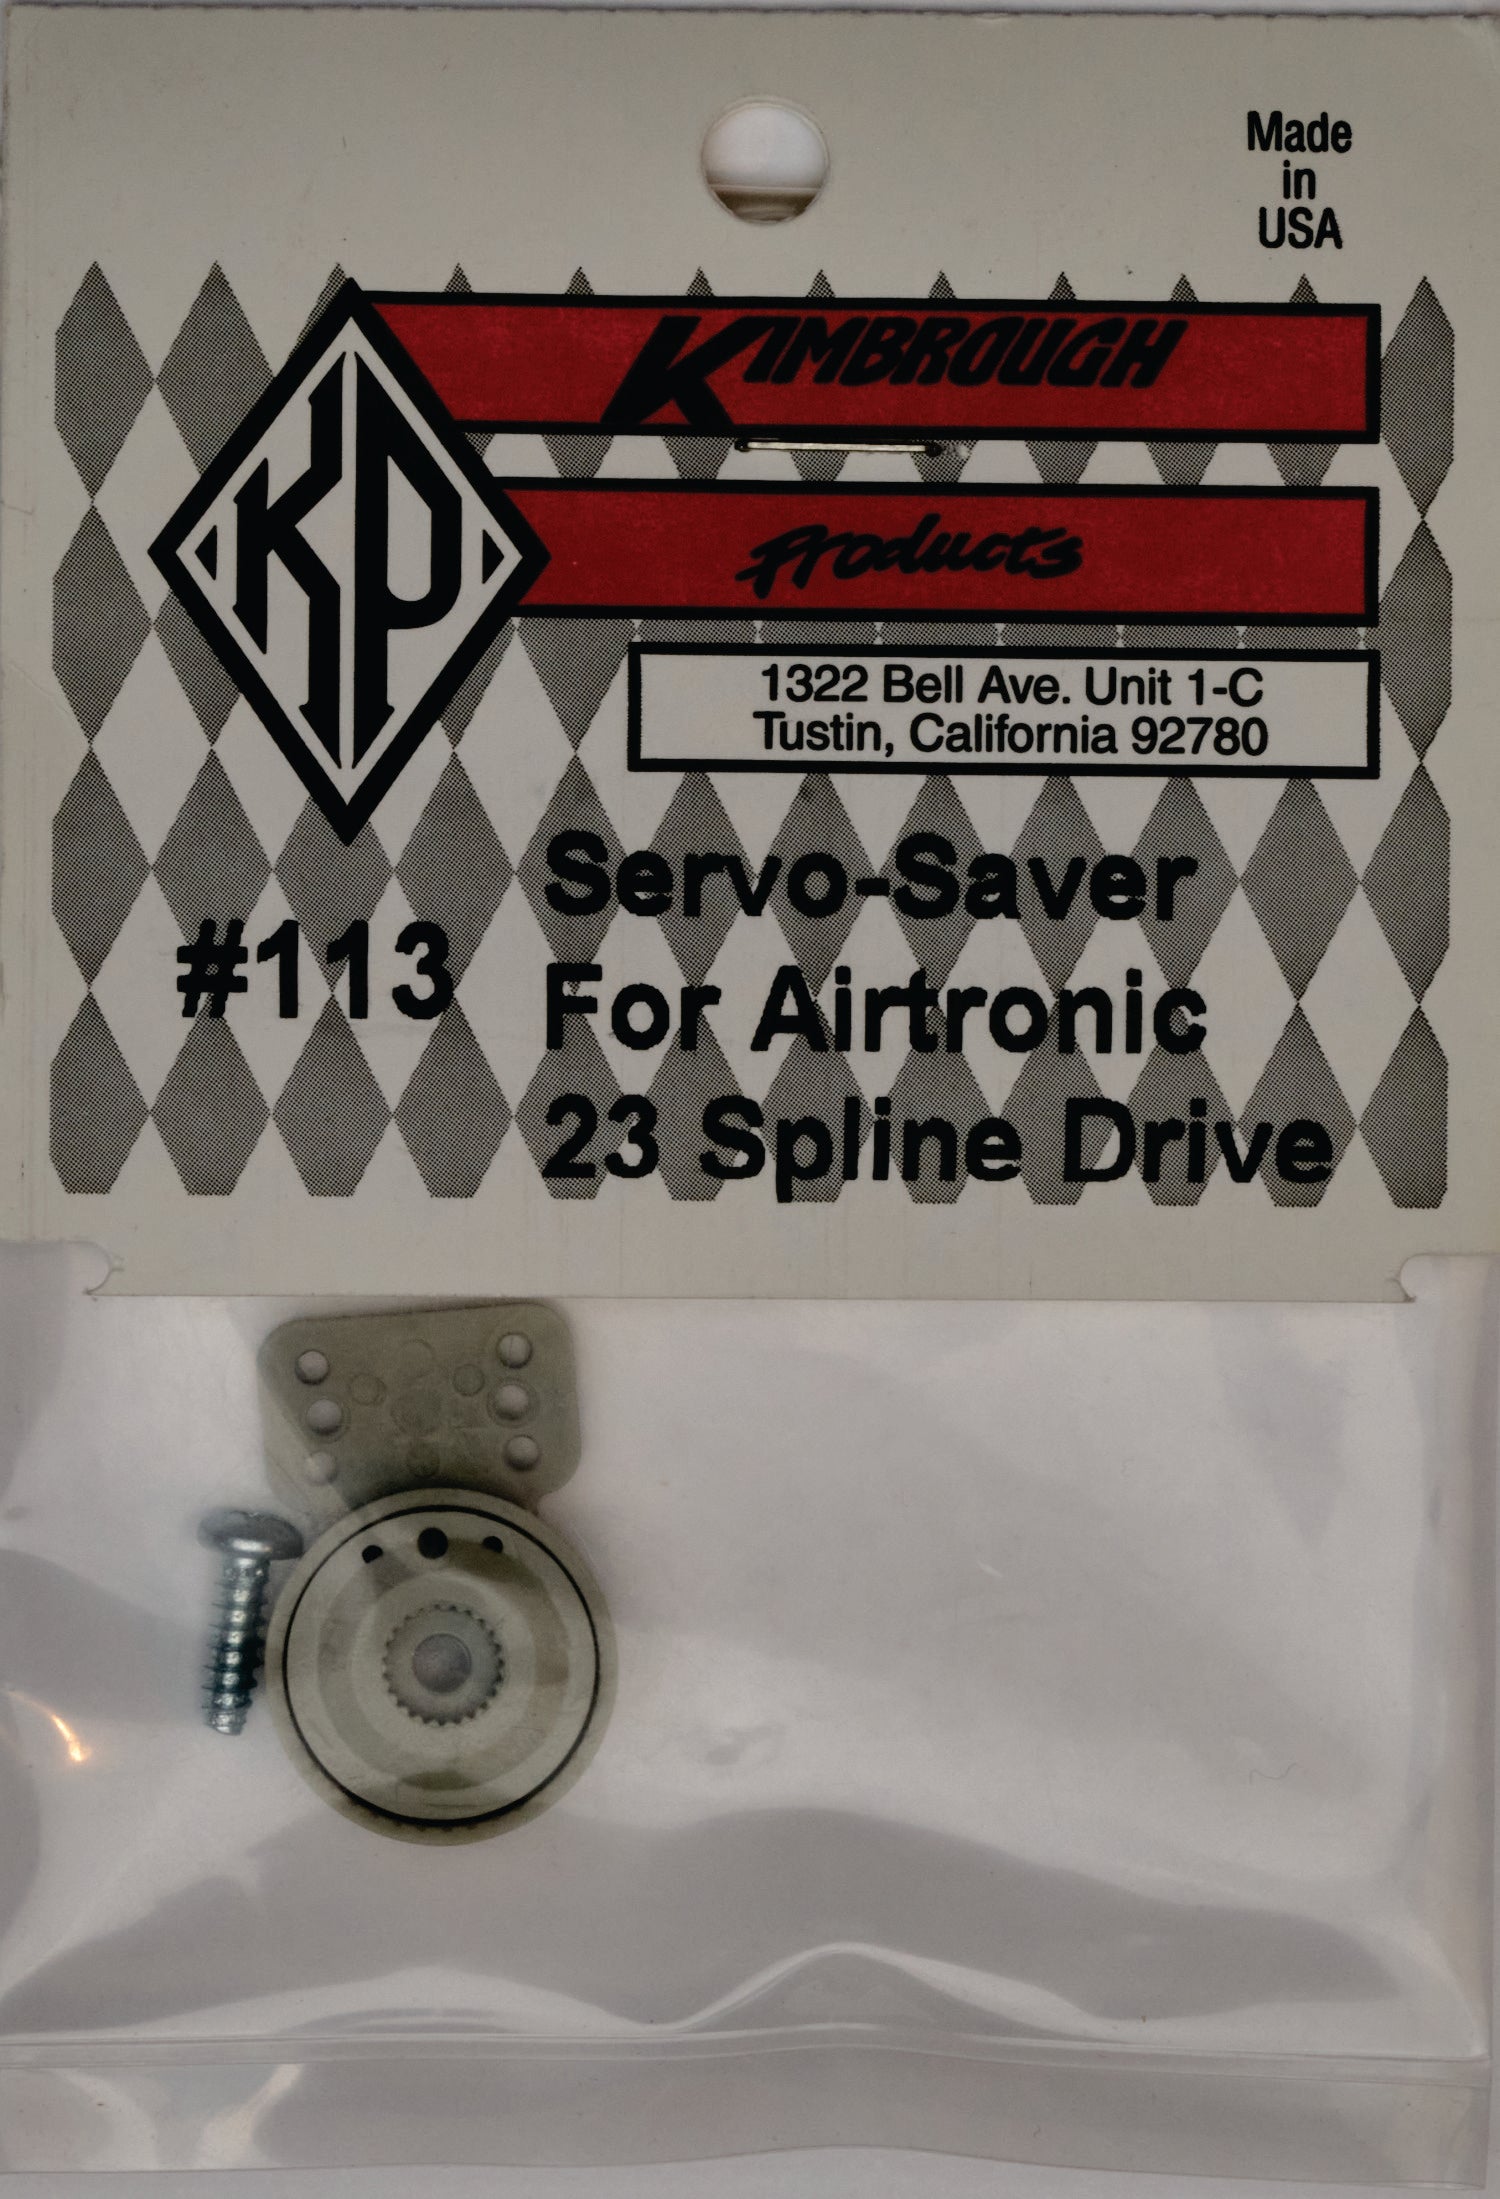 Made
in
USA
KIMBROUGH
KP
Products
1322 Bell Ave. Unit 1-C
Tustin, California 92780
#113
Servo-Saver
For Airtronic
23 Spline Drive